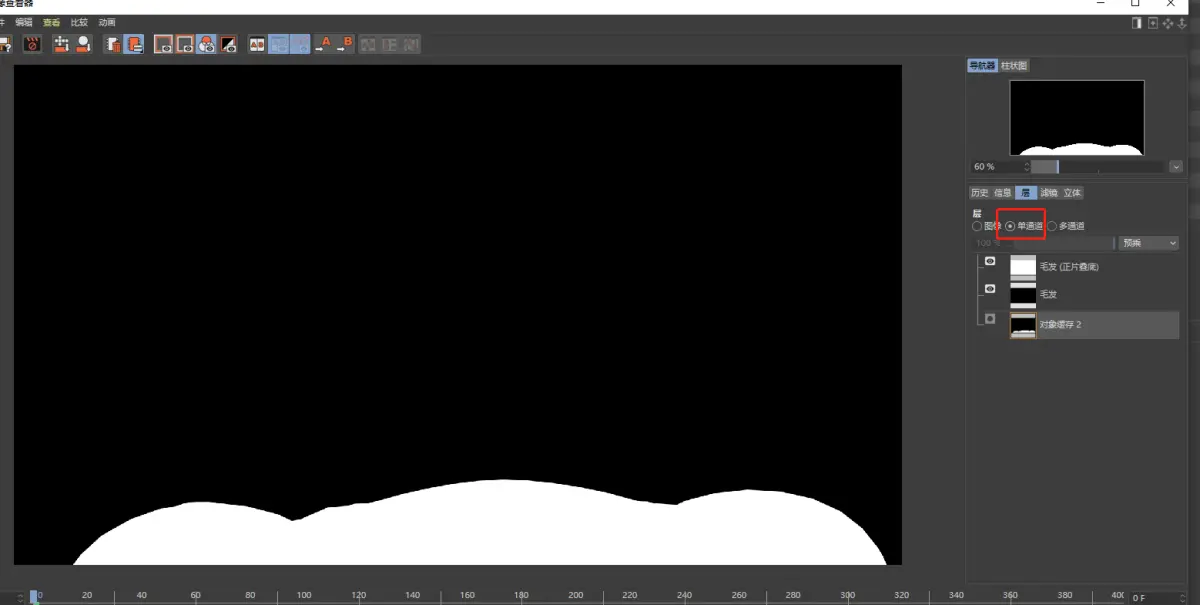 像查看器
件 编辑 查看 比较 动画
A B
导航器 柱状图
60 %
历史 信息 层 滤镜 立体
层
图像 单通道 多通道
100 % 预乘
毛发 (正片叠底)
毛发
对象缓存 2
0 20 40 60 80 100 120 140 160 180 200 220 240 260 280 300 320 340 360 380 40 0 F